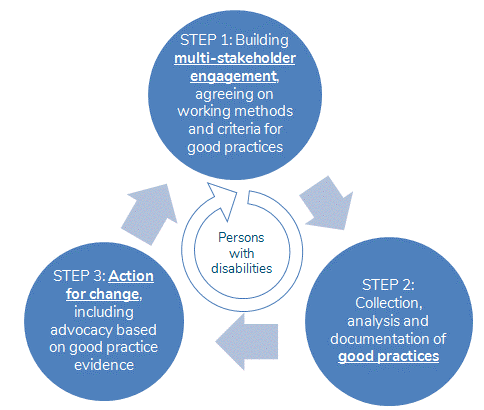 STEP 1: Building
multi-stakeholder
engagement,
agreeing on
working methods
and criteria for
good practices
Persons
with
disabilities
STEP 2:
Collection,
analysis and
documentation of
good practices
STEP 3: Action
for change,
including
advocacy based
on good practice
evidence